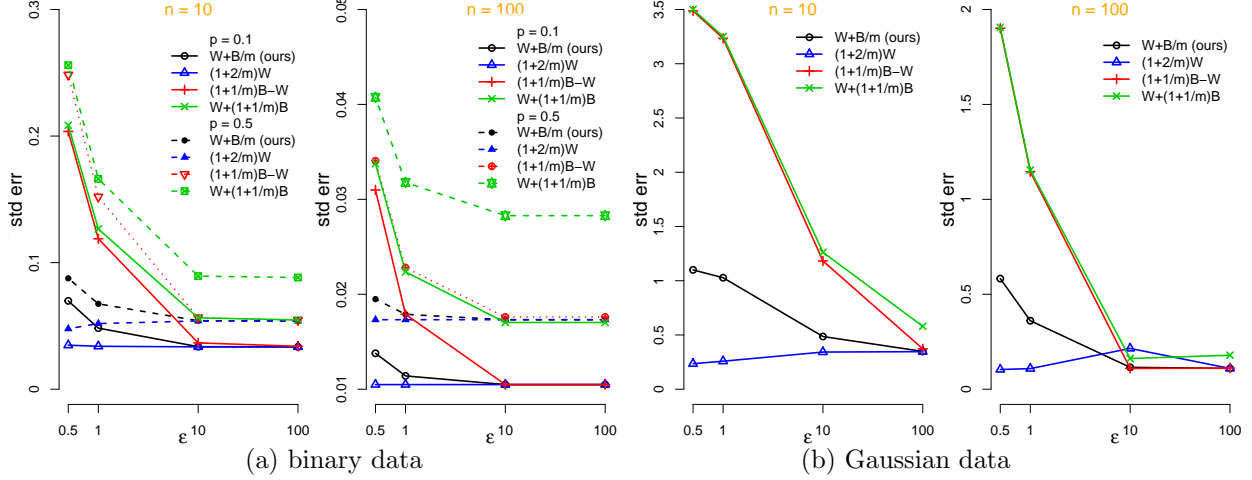 n = 10
std err
0
0.1
0.2
0.3
p = 0.1
W+B/m (ours)
(1+2/m)W
(1+1/m)B−W
W+(1+1/m)B
p = 0.5
W+B/m (ours)
(1+2/m)W
(1+1/m)B−W
W+(1+1/m)B
0.5
1
10
100
ε
n = 100
std err
0.01
0.02
0.03
0.04
0.05
p = 0.1
W+B/m (ours)
(1+2/m)W
(1+1/m)B−W
W+(1+1/m)B
p = 0.5
W+B/m (ours)
(1+2/m)W
(1+1/m)B−W
W+(1+1/m)B
0.5
1
10
100
ε
(a) binary data
n = 10
std err
0
0.5
1
1.5
2
2.5
3
3.5
W+B/m (ours)
(1+2/m)W
(1+1/m)B−W
W+(1+1/m)B
0.5
1
10
100
ε
n = 100
std err
0
0.5
1
1.5
2
W+B/m (ours)
(1+2/m)W
(1+1/m)B−W
W+(1+1/m)B
0.5
1
10
100
ε
(b) Gaussian data